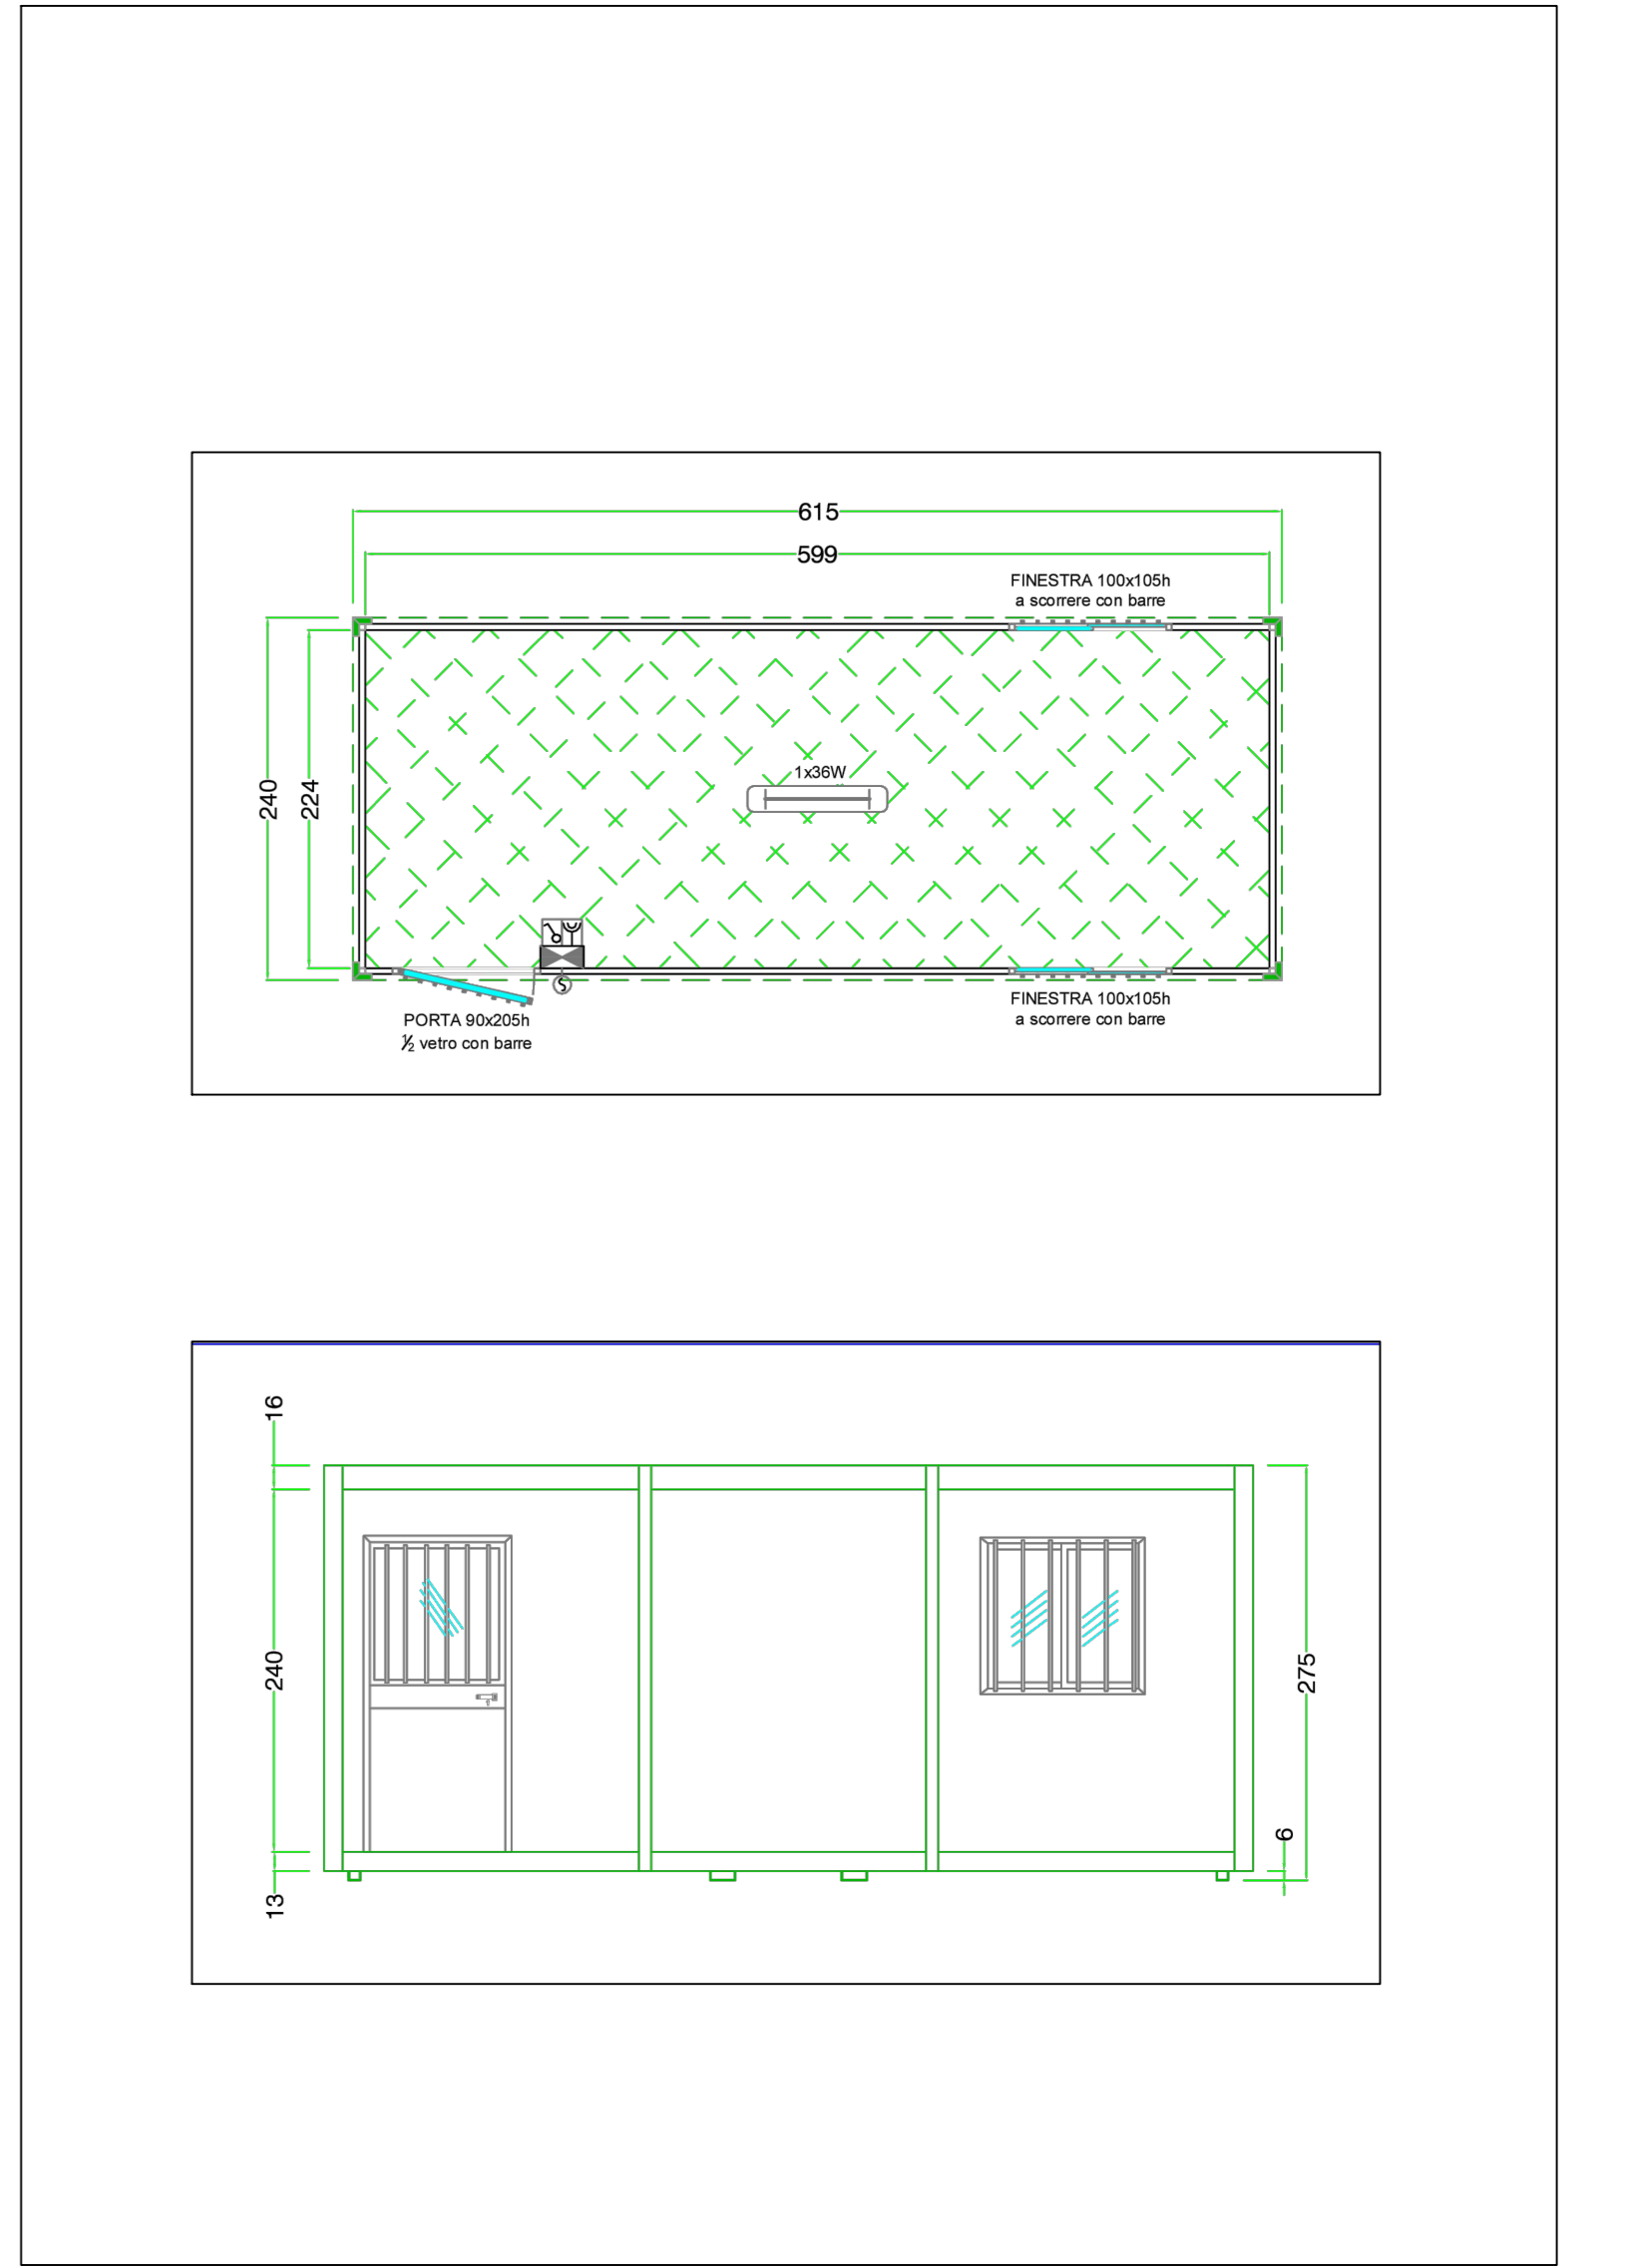 615
599
FINESTRA 100x105h
a scorrere con barre
240
224
1x36W
S
PORTA 90x205h
½ vetro con barre
FINESTRA 100x105h
a scorrere con barre
16
240
13
275
6